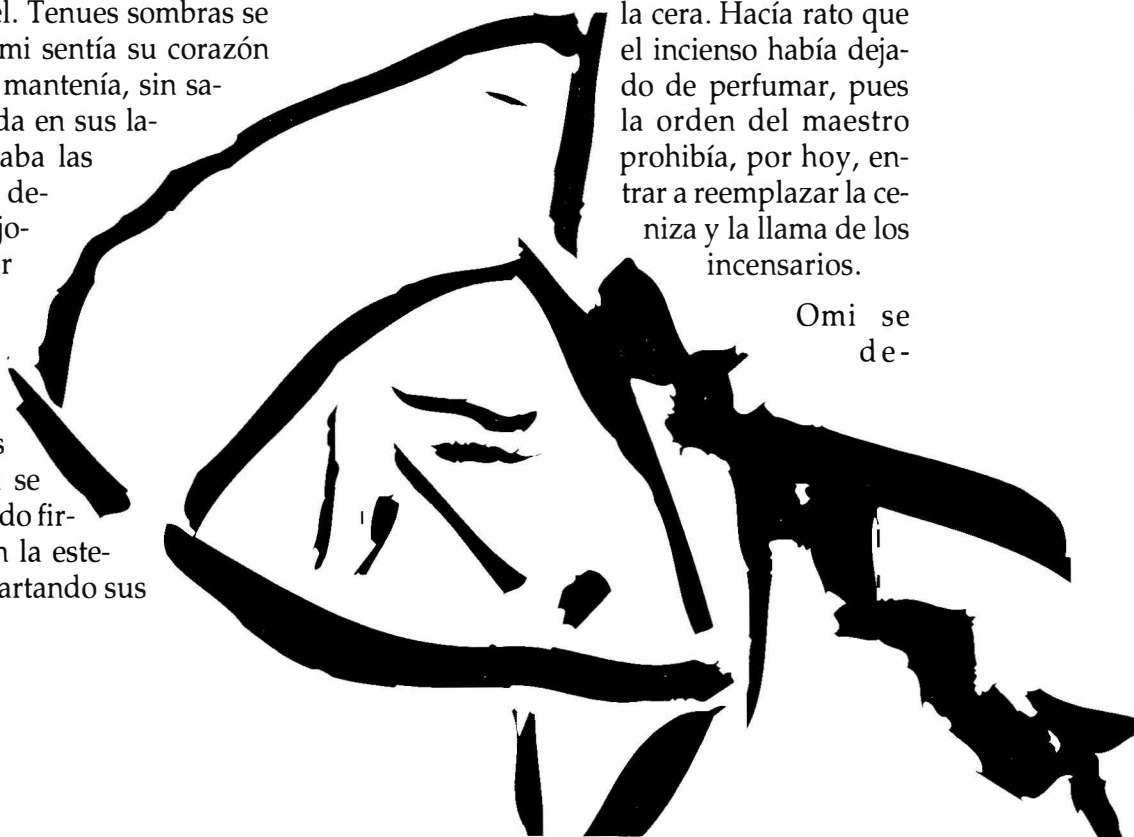 el. Tenues sombras se
mi sentía su corazón
mantenía, sin sa-
da en sus la-
aba las
de-
jo-
r
s
se
do fir-
n la este-
artando sus
la cera. Hacía rato que
el incienso había deja-
do de perfumar, pues
la orden del maestro
prohibía, por hoy, en-
trar a reemplazar la ce-
niza y la llama de los
incensarios.
Omi se
de-